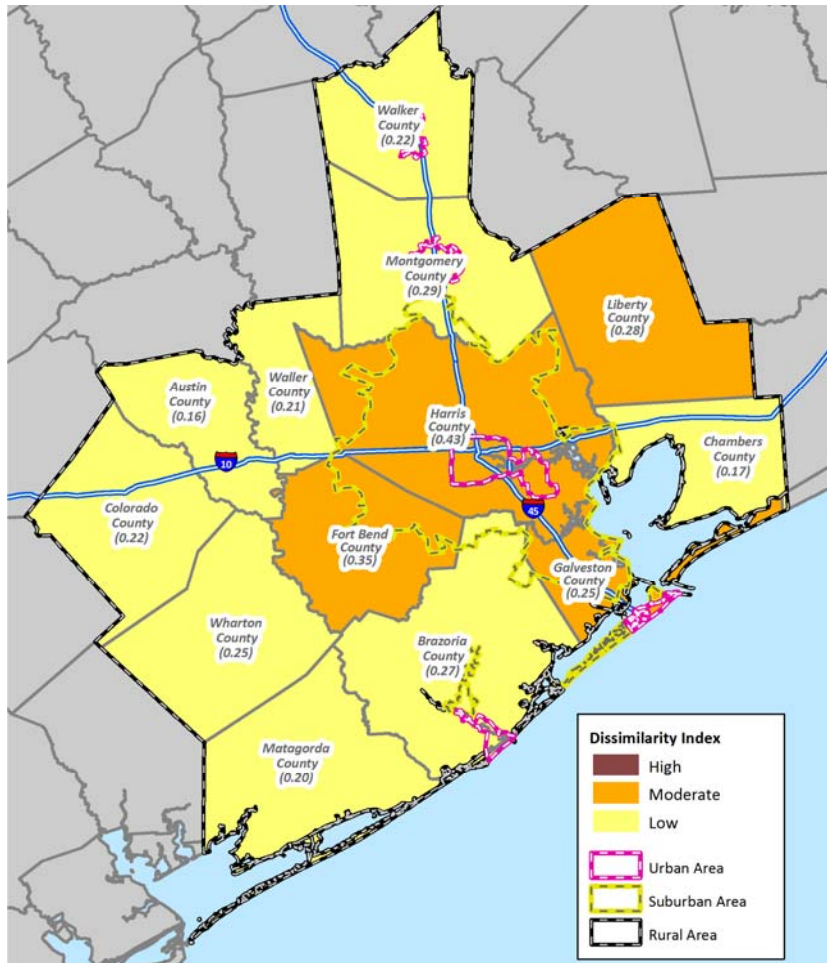 Walker
County
(0.22)
Montgomery
County
(0.29)
Liberty
County
(0.28)
Waller
County
(0.21)
Austin
County
(0.16)
Harris
County
(0.43)
Chambers
County
(0.17)
10
Colorado
County
(0.22)
45
Fort Bend
County
(0.35)
Galveston
County
(0.25)
Wharton
County
(0.25)
Brazoria
County
(0.27)
Matagorda
County
(0.20)
Dissimilarity Index
High
Moderate
Low
Urban Area
Suburban Area
Rural Area